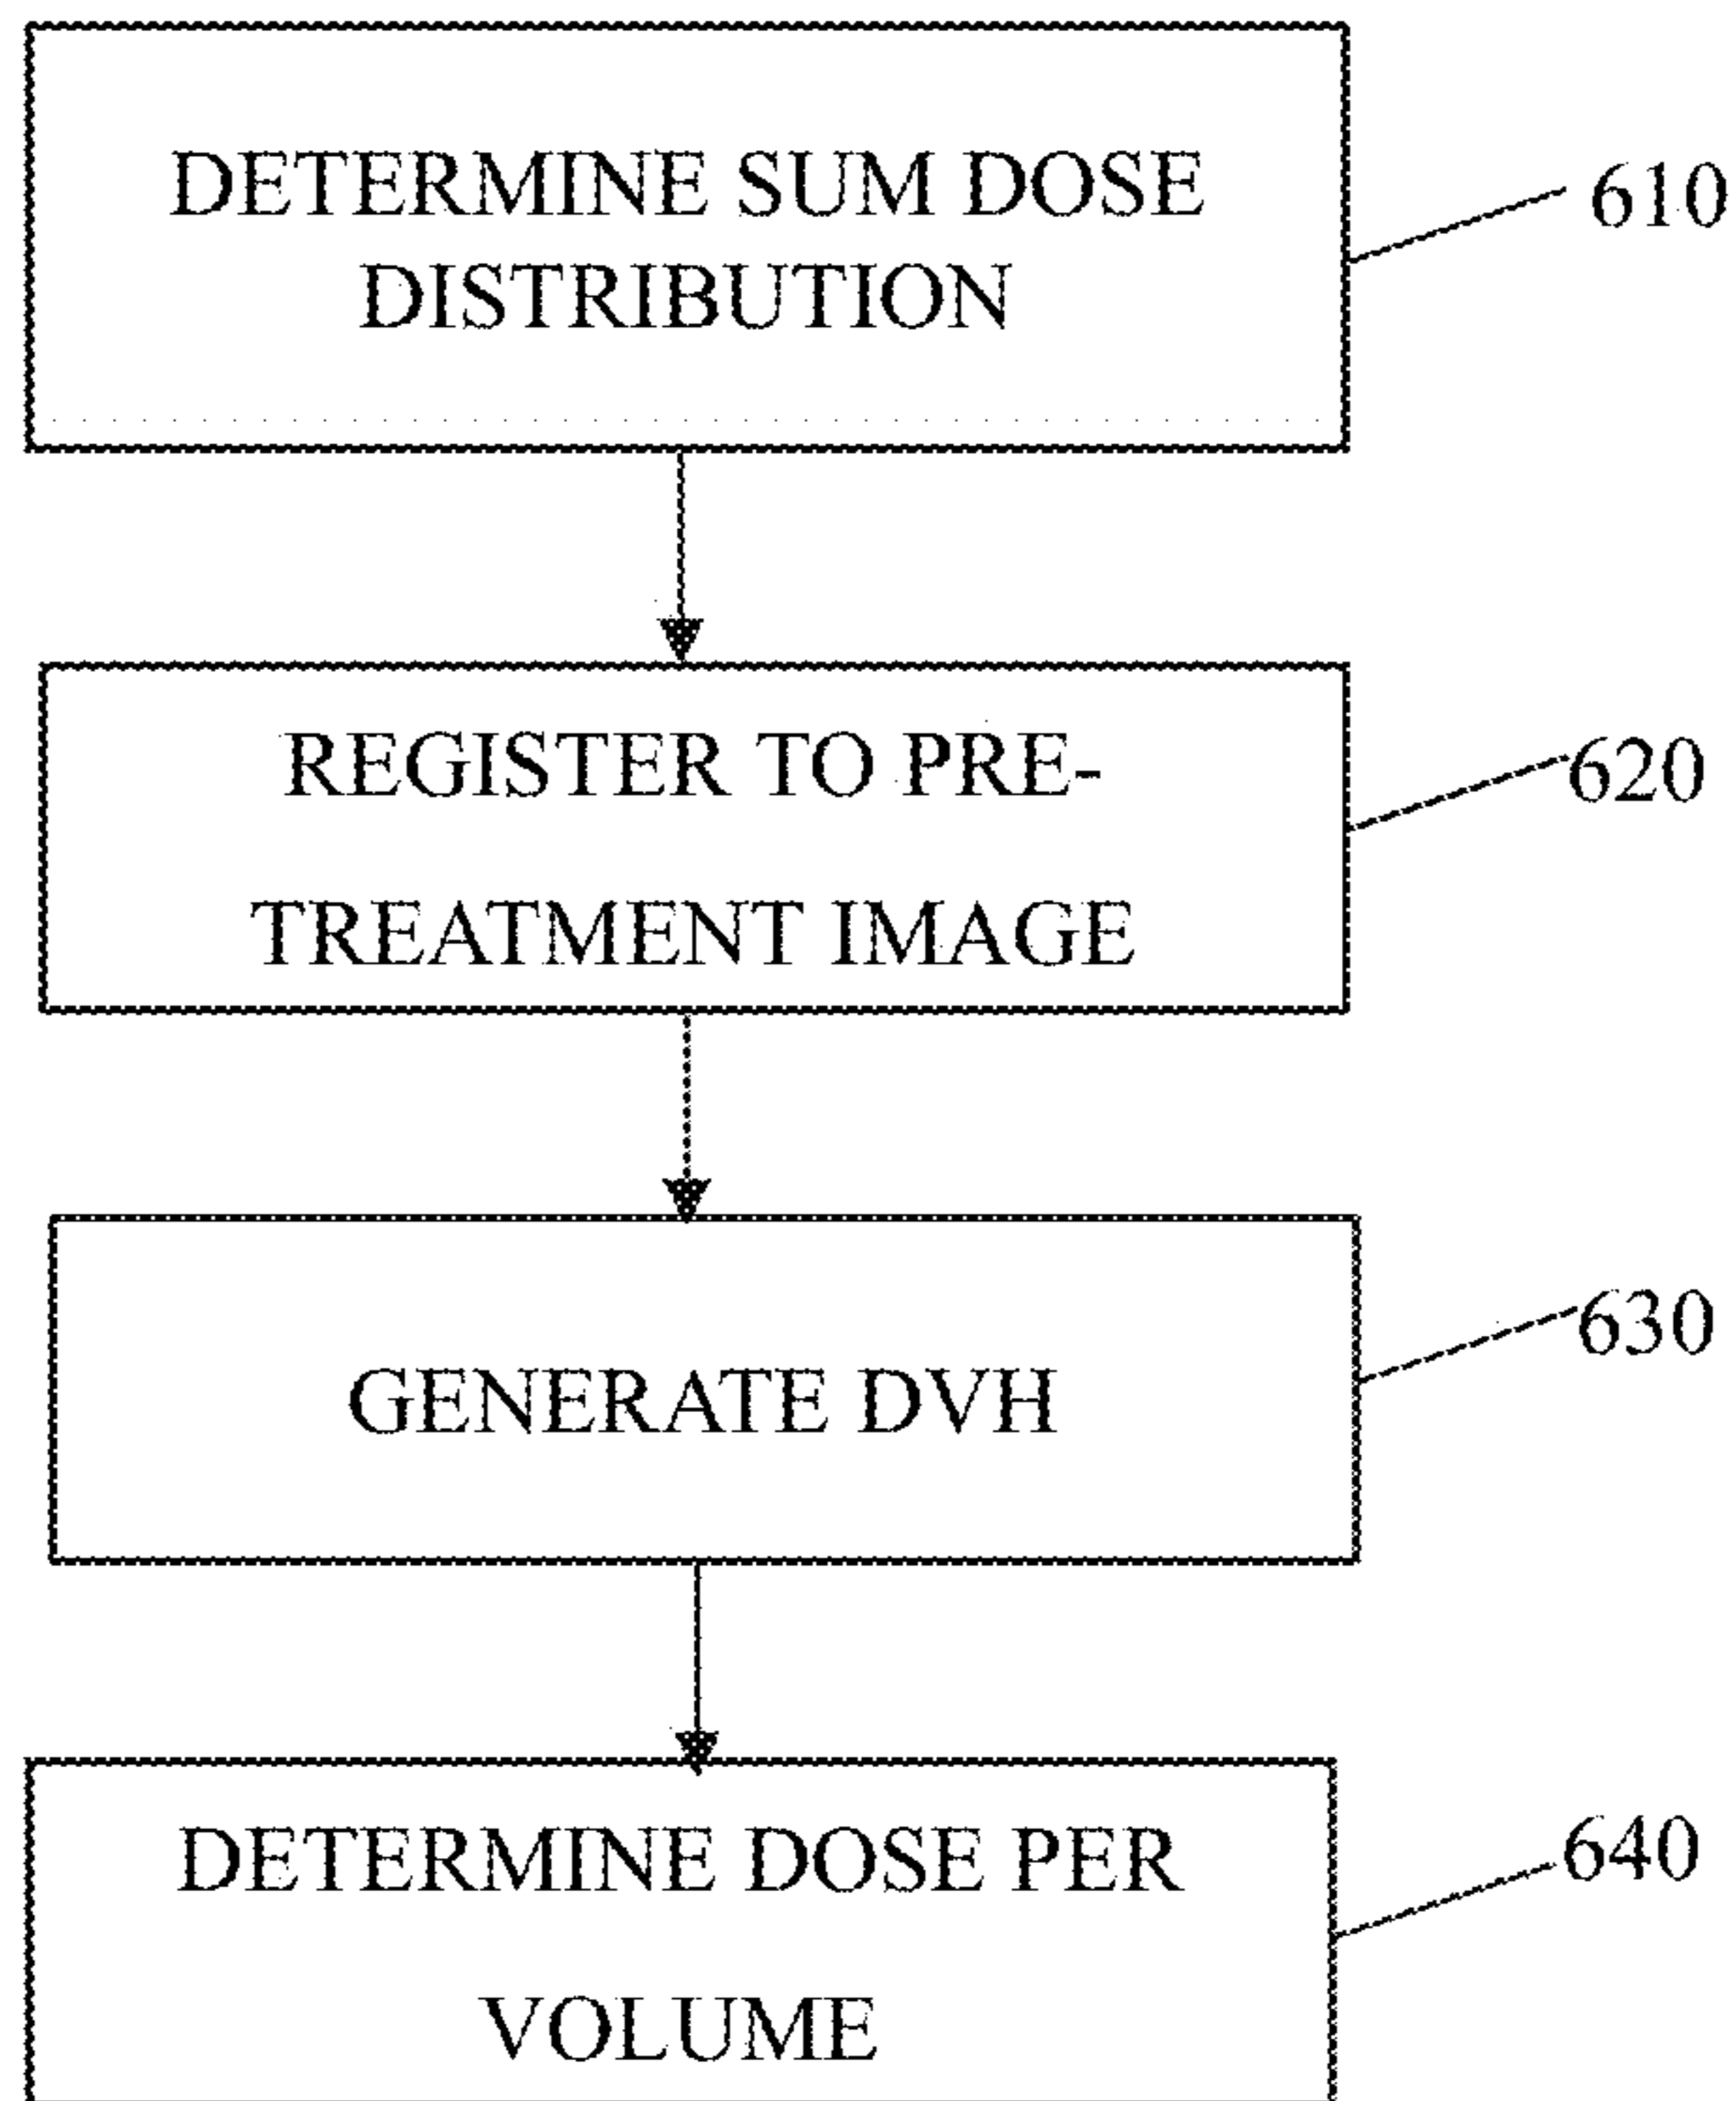 DETERMINE SUM DOSE
DISTRIBUTION
610
REGISTER TO PRE-
TREATMENT IMAGE
620
GENERATE DVH
630
DETERMINE DOSE PER
VOLUME
640